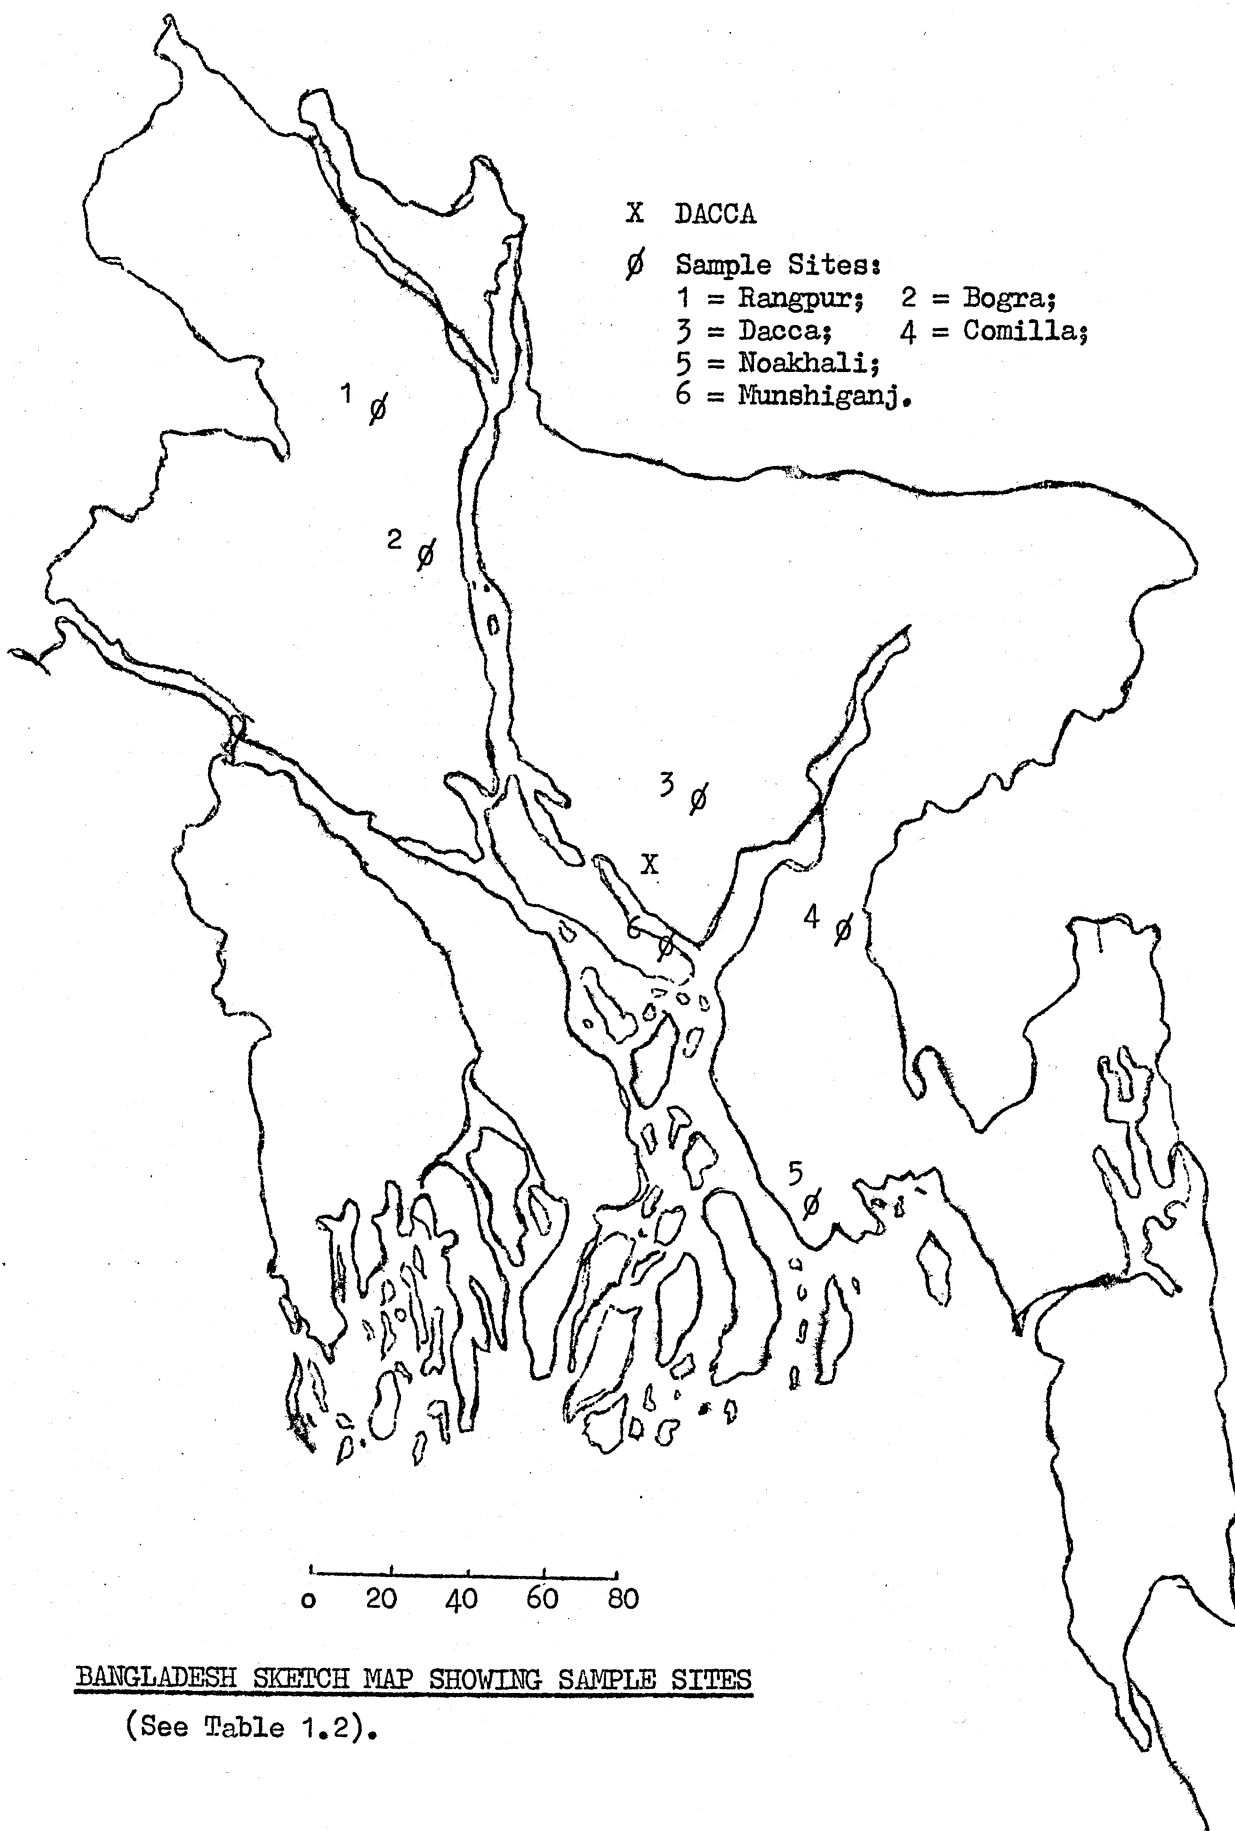 X DACCA
Ø Sample Sites:
1 = Rangpur; 2 = Bogra;
3 = Dacca; 4 = Comilla;
5 = Noakhali;
6 = Munshiganj.
1 Ø
2 Ø
3 Ø
X
4 Ø
6 Ø
5 Ø
0 20 40 60 80
BANGLADESH SKETCH MAP SHOWING SAMPLE SITES
(See Table 1.2).